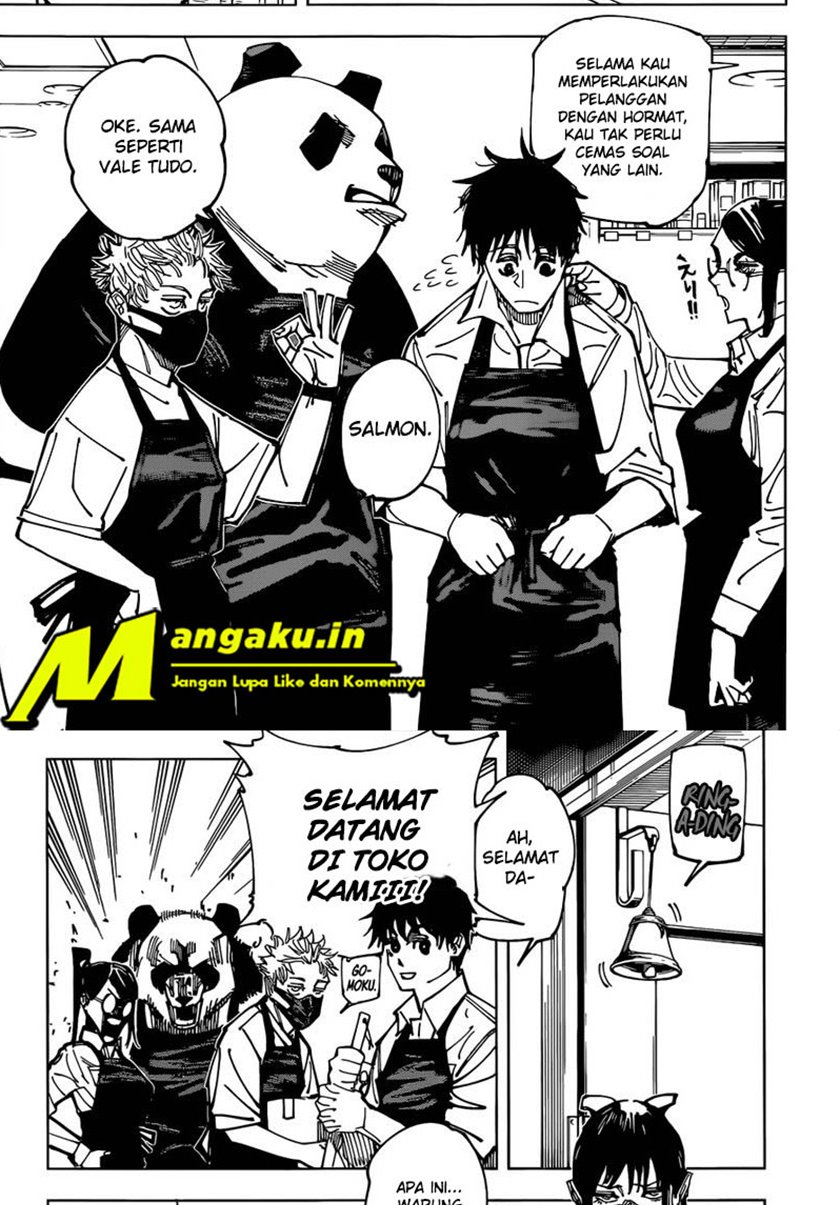 SELAMA KAU
MEMPERLAKUKAN
PELANGGAN
DENGAN HORMAT,
KAU TAK PERLU
CEMAS SOAL
YANG LAIN.
OKE. SAMA
SEPERTI
VALE TUDO.
えり!!
SALMON.
Mangaku.in
Jangan Lupa Like dan Komennya
RING-
A-DING
AH,
SELAMAT
DA-
SELAMAT
DATANG
DI TOKO
KAMIII!
GO-
MOKU.
APA INI...
WARUNG